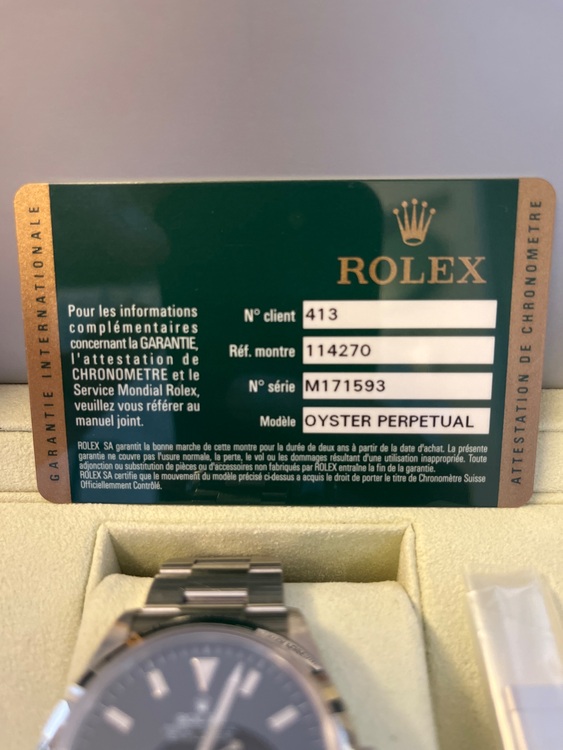 GARANTIE INTERNATIONALE
ROLEX
Pour les informations
complémentaires
concernant la GARANTIE,
l'attestation de
CHRONOMETRE et le
Service Mondial Rolex,
veuillez vous référer au
manuel joint.
N° client 413
Réf. montre 114270
N° série M171593
Modèle OYSTER PERPETUAL
ROLEX SA garantit la bonne marche de cette montre pour la durée de deux ans à partir de la date d'achat. La présente
garantie ne couvre pas l'usure normale, la perte, le vol ou les dommages résultant d'une utilisation inappropriée. Toute
adjonction ou substitution de pièces ou d'accessoires non fabriqués par ROLEX entraîne la fin de la garantie.
ROLEX SA certifie que le mouvement du modèle précisé ci-dessus a acquis le droit de porter le titre de Chronomètre Suisse
Officiellement Contrôlé.
ATTESTATION DE CHRONOMETRE